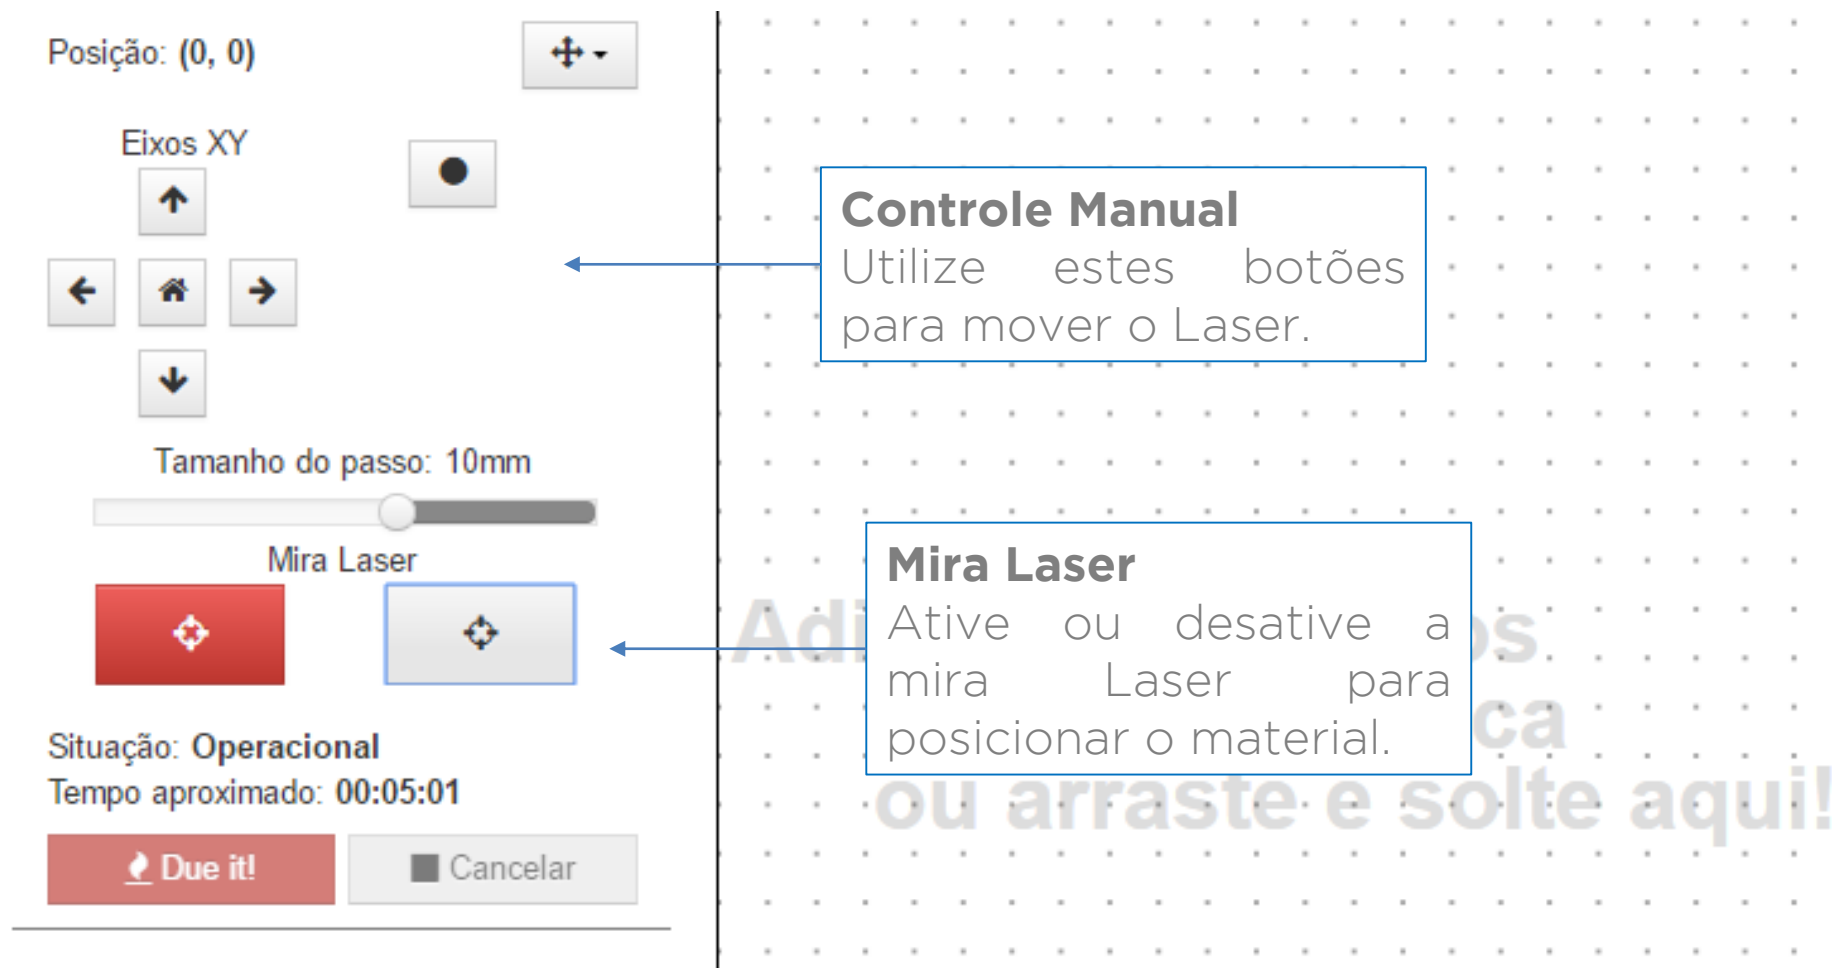 Posição: (0, 0)
Eixos XY
Controle Manual
Utilize estes botões
para mover o Laser.
Tamanho do passo: 10mm
Mira Laser
Mira Laser
Ative ou desative a
mira Laser para
posicionar o material.
Situação: Operacional
Tempo aproximado: 00:05:01
ou arraste e solte aqui!
Due it!
Cancelar